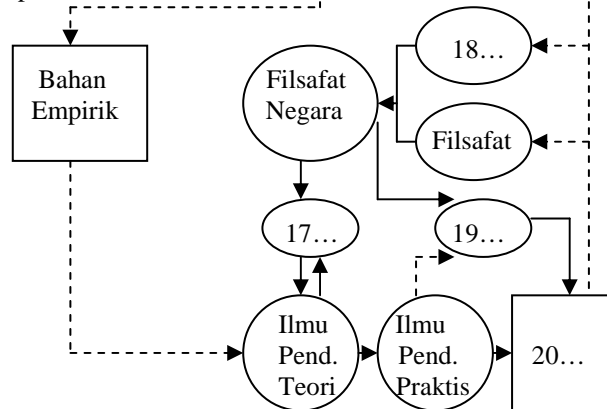 18…
Bahan
Empirik
Filsafat
Negara
Filsafat
17…
19…
Ilmu
Pend.
Teori
Ilmu
Pend.
Praktis
20…